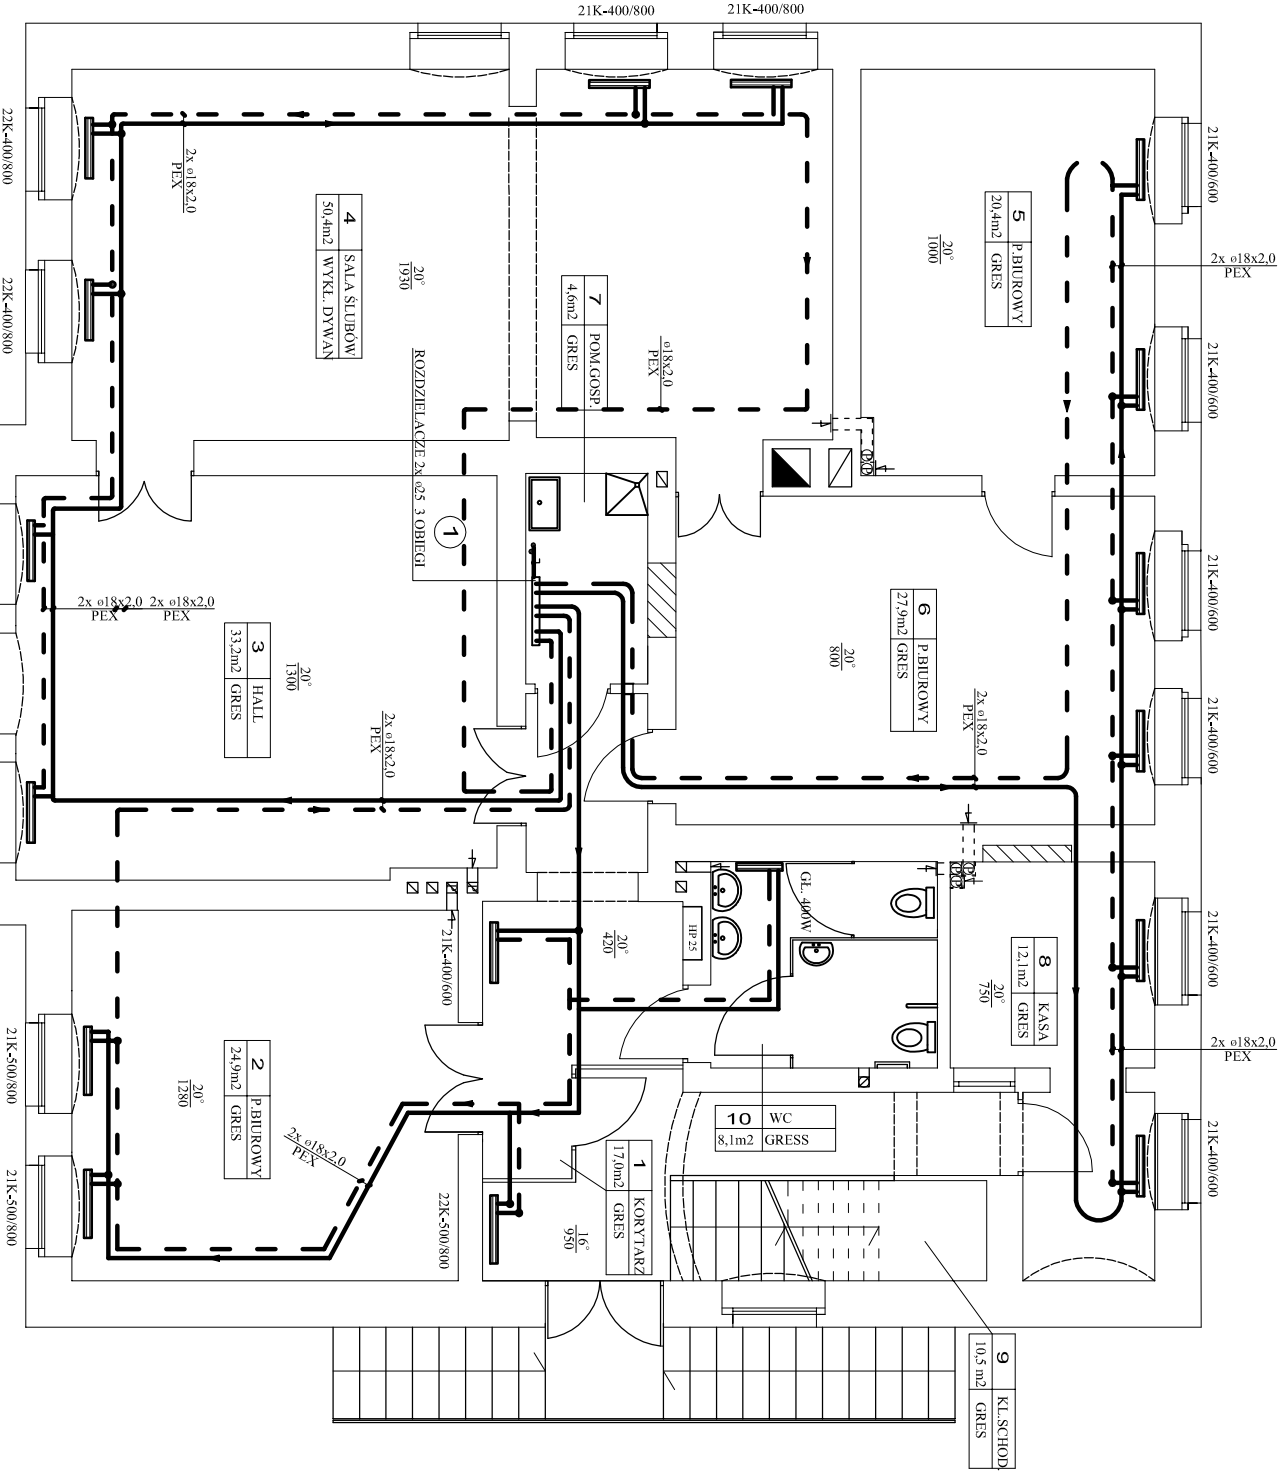 21K-400/800
21K-400/800
22K-400/800
22K-400/800
2x ø18x2,0
PEX
4 SALA ŚLUBÓW
50,4m2 WYKŁ. DYWAN
20°
1930
7 POM.GOSP.
4,6m2 GRES
ø18x2,0
PEX
ROZDZIELACZE 2x ø25 3 OBIEGI
1
5 P.BIUROWY
20,4m2 GRES
20°
1000
21K-400/600
2x ø18x2,0
PEX
21K-400/600
21K-400/600
21K-400/600
6 P.BIUROWY
27,9m2 GRES
20°
800
2x ø18x2,0
PEX
2x ø18x2,0
PEX
2x ø18x2,0
PEX
3 HALL
33,2m2 GRES
20°
1300
2x ø18x2,0
PEX
GŁ. 400W
HP 25
20°
420
21K-400/600
8 KASA
12,1m2 GRES
20°
750
21K-400/600
2x ø18x2,0
PEX
21K-400/600
21K-500/800
21K-500/800
2 P.BIUROWY
24,9m2 GRES
20°
1280
2x ø18x2,0
PEX
22K-500/800
16°
950
1 KORYTARZ
17,0m2 GRES
10 WC
8,1m2 GRESS
9 KL.SCHOD.
10,5 m2 GRES